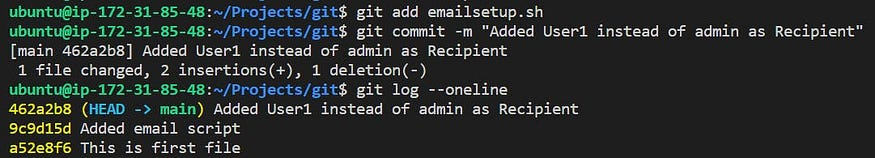 ubuntu@ip-172-31-85-48:~/Projects/git$ git add emailsetup.sh
ubuntu@ip-172-31-85-48:~/Projects/git$ git commit -m "Added User1 instead of admin as Recipient"
[main 462a2b8] Added User1 instead of admin as Recipient
 1 file changed, 2 insertions(+), 1 deletion(-)
ubuntu@ip-172-31-85-48:~/Projects/git$ git log --oneline
462a2b8 (HEAD -> main) Added User1 instead of admin as Recipient
9c9d15d Added email script
a52e8f6 This is first file